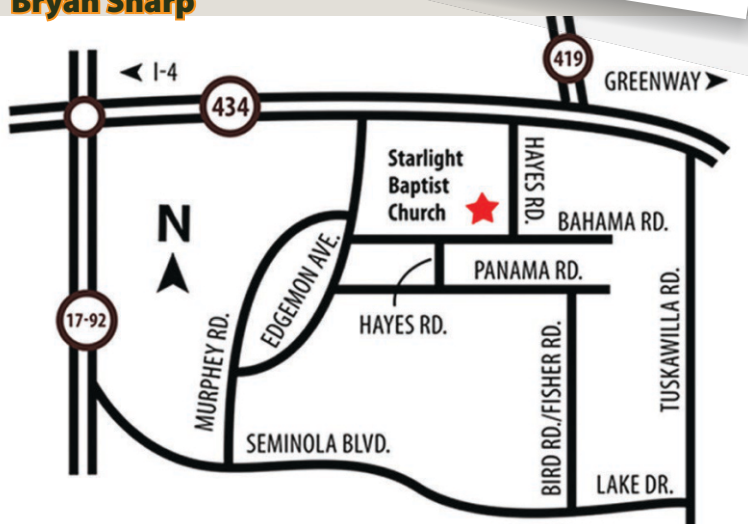 Bryan Sharp
I-4
419
GREENWAY
434
Starlight
Baptist
Church
HAYES RD.
BAHAMA RD.
N
EDGEMON AVE.
PANAMA RD.
17-92
HAYES RD.
MURPHEY RD.
TUSKAWILLA RD.
BIRD RD./FISHER RD.
SEMINOLA BLVD.
LAKE DR.